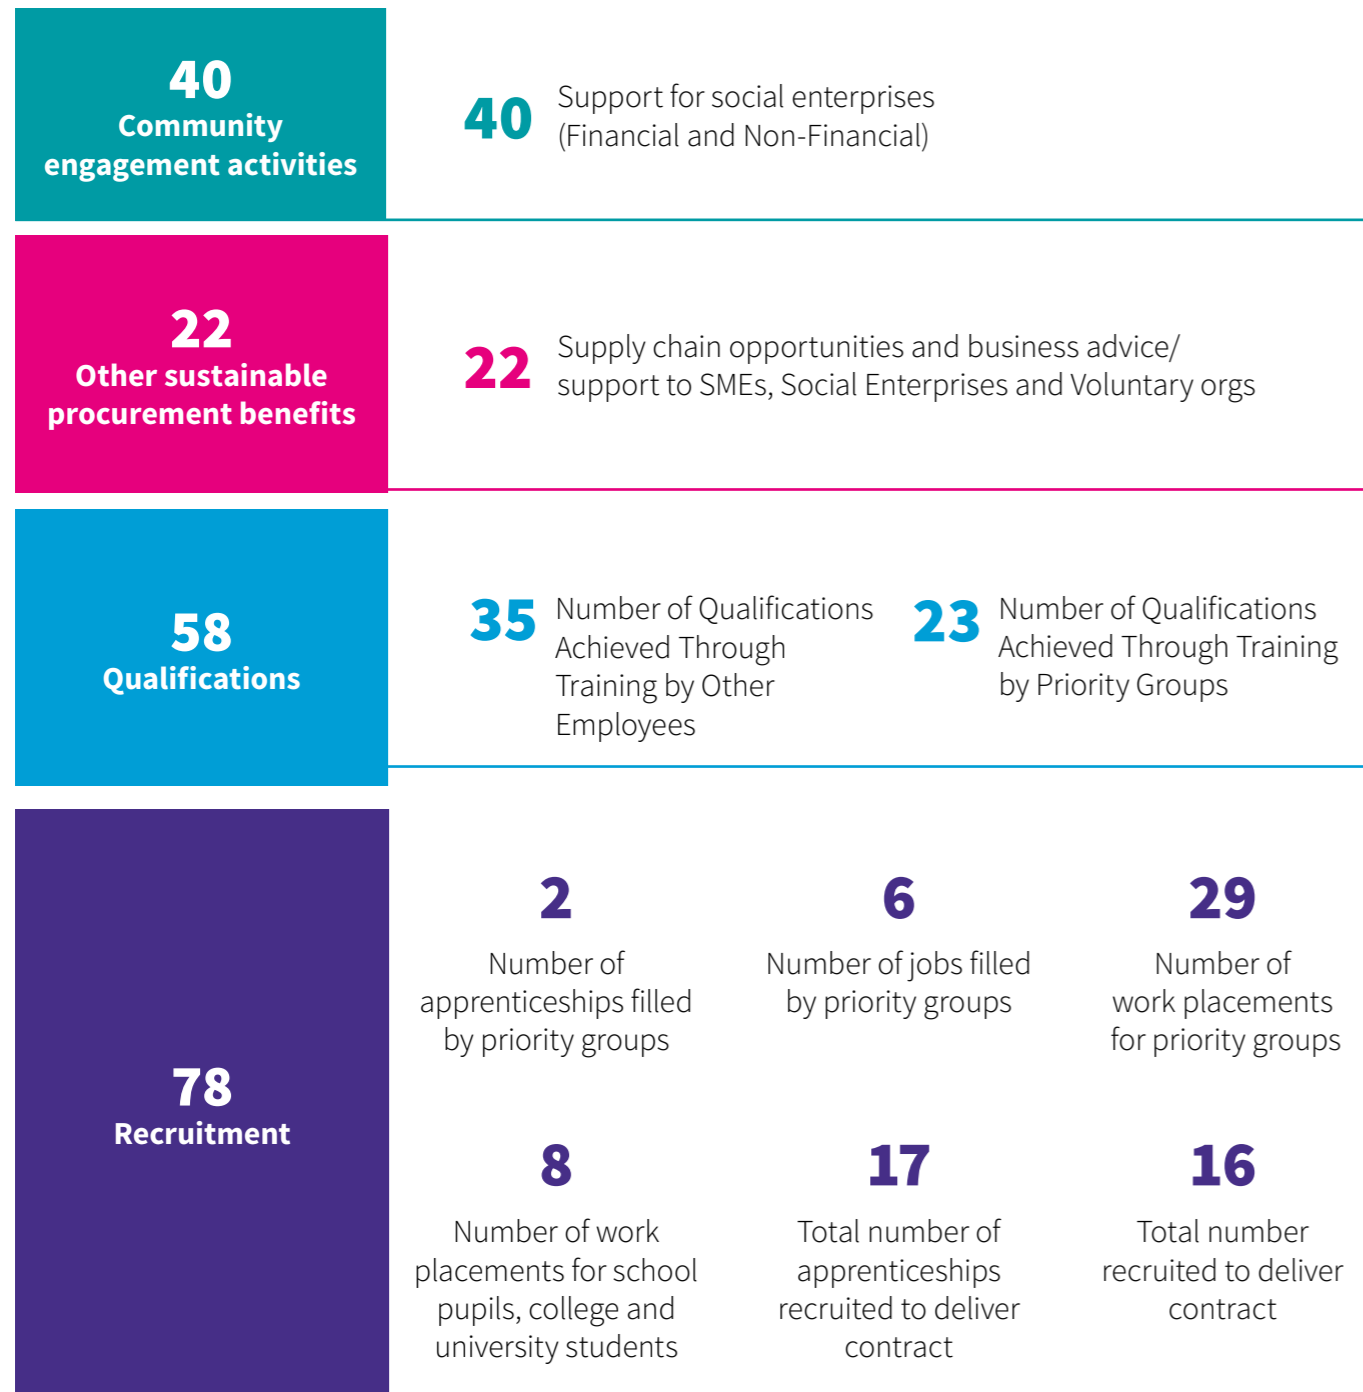 40
Community
engagement activities
40
Support for social enterprises
(Financial and Non-Financial)
22
Other sustainable
procurement benefits
22
Supply chain opportunities and business advice/
support to SMEs, Social Enterprises and Voluntary orgs
58
Qualifications
35
Number of Qualifications
Achieved Through
Training by Other
Employees
23
Number of Qualifications
Achieved Through Training
by Priority Groups
78
Recruitment
2
Number of
apprenticeships filled
by priority groups
6
Number of jobs filled
by priority groups
29
Number of
work placements
for priority groups
8
Number of work
placements for school
pupils, college and
university students
17
Total number of
apprenticeships
recruited to deliver
contract
16
Total number
recruited to deliver
contract